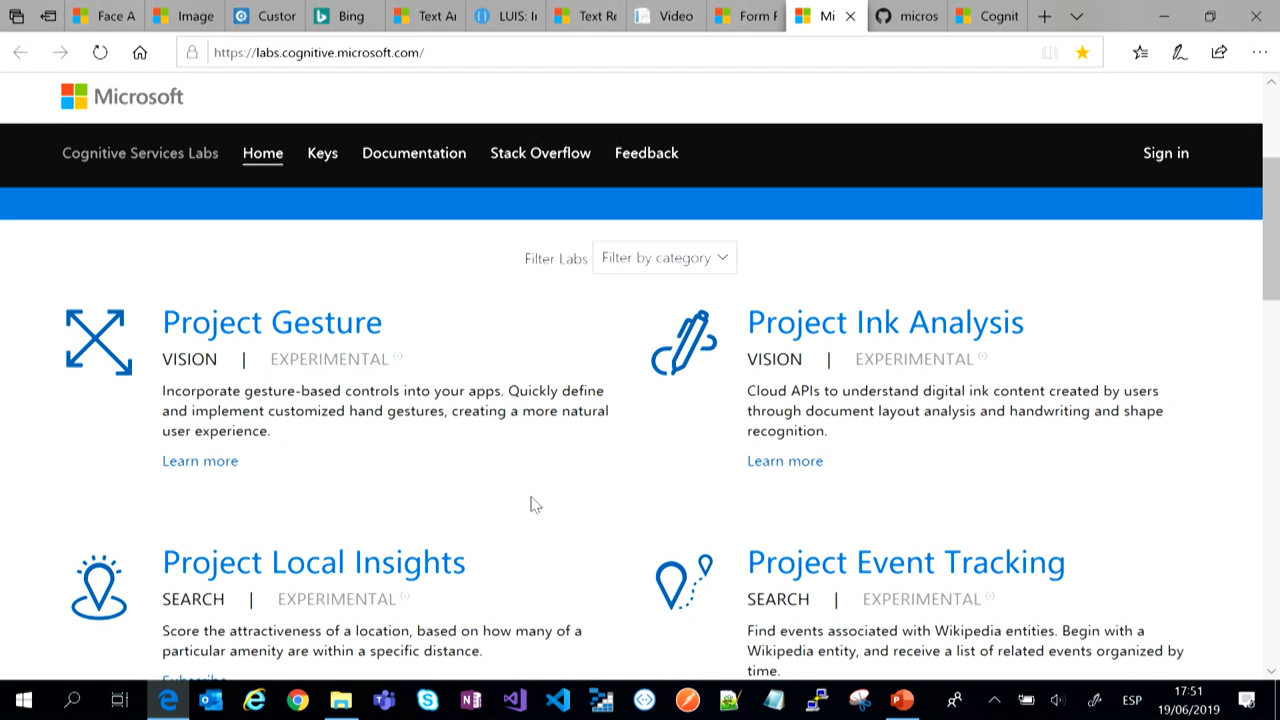 Face A
Image
Custor
Bing
Text Ar
LUIS: I
Text Re
Video
Form F
Mi
micros
Cognit
https://labs.cognitive.microsoft.com/
Microsoft
Cognitive Services Labs Home Keys Documentation Stack Overflow Feedback Sign in
Filter Labs Filter by category
Project Gesture
VISION | EXPERIMENTAL
Incorporate gesture-based controls into your apps. Quickly define
and implement customized hand gestures, creating a more natural
user experience.
Learn more
Project Ink Analysis
VISION | EXPERIMENTAL
Cloud APIs to understand digital ink content created by users
through document layout analysis and handwriting and shape
recognition.
Learn more
Project Local Insights
SEARCH | EXPERIMENTAL
Score the attractiveness of a location, based on how many of a
particular amenity are within a specific distance.
Subscribe
Project Event Tracking
SEARCH | EXPERIMENTAL
Find events associated with Wikipedia entities. Begin with a
Wikipedia entity, and receive a list of related events organized by
time.
ESP
17:51
19/06/2019